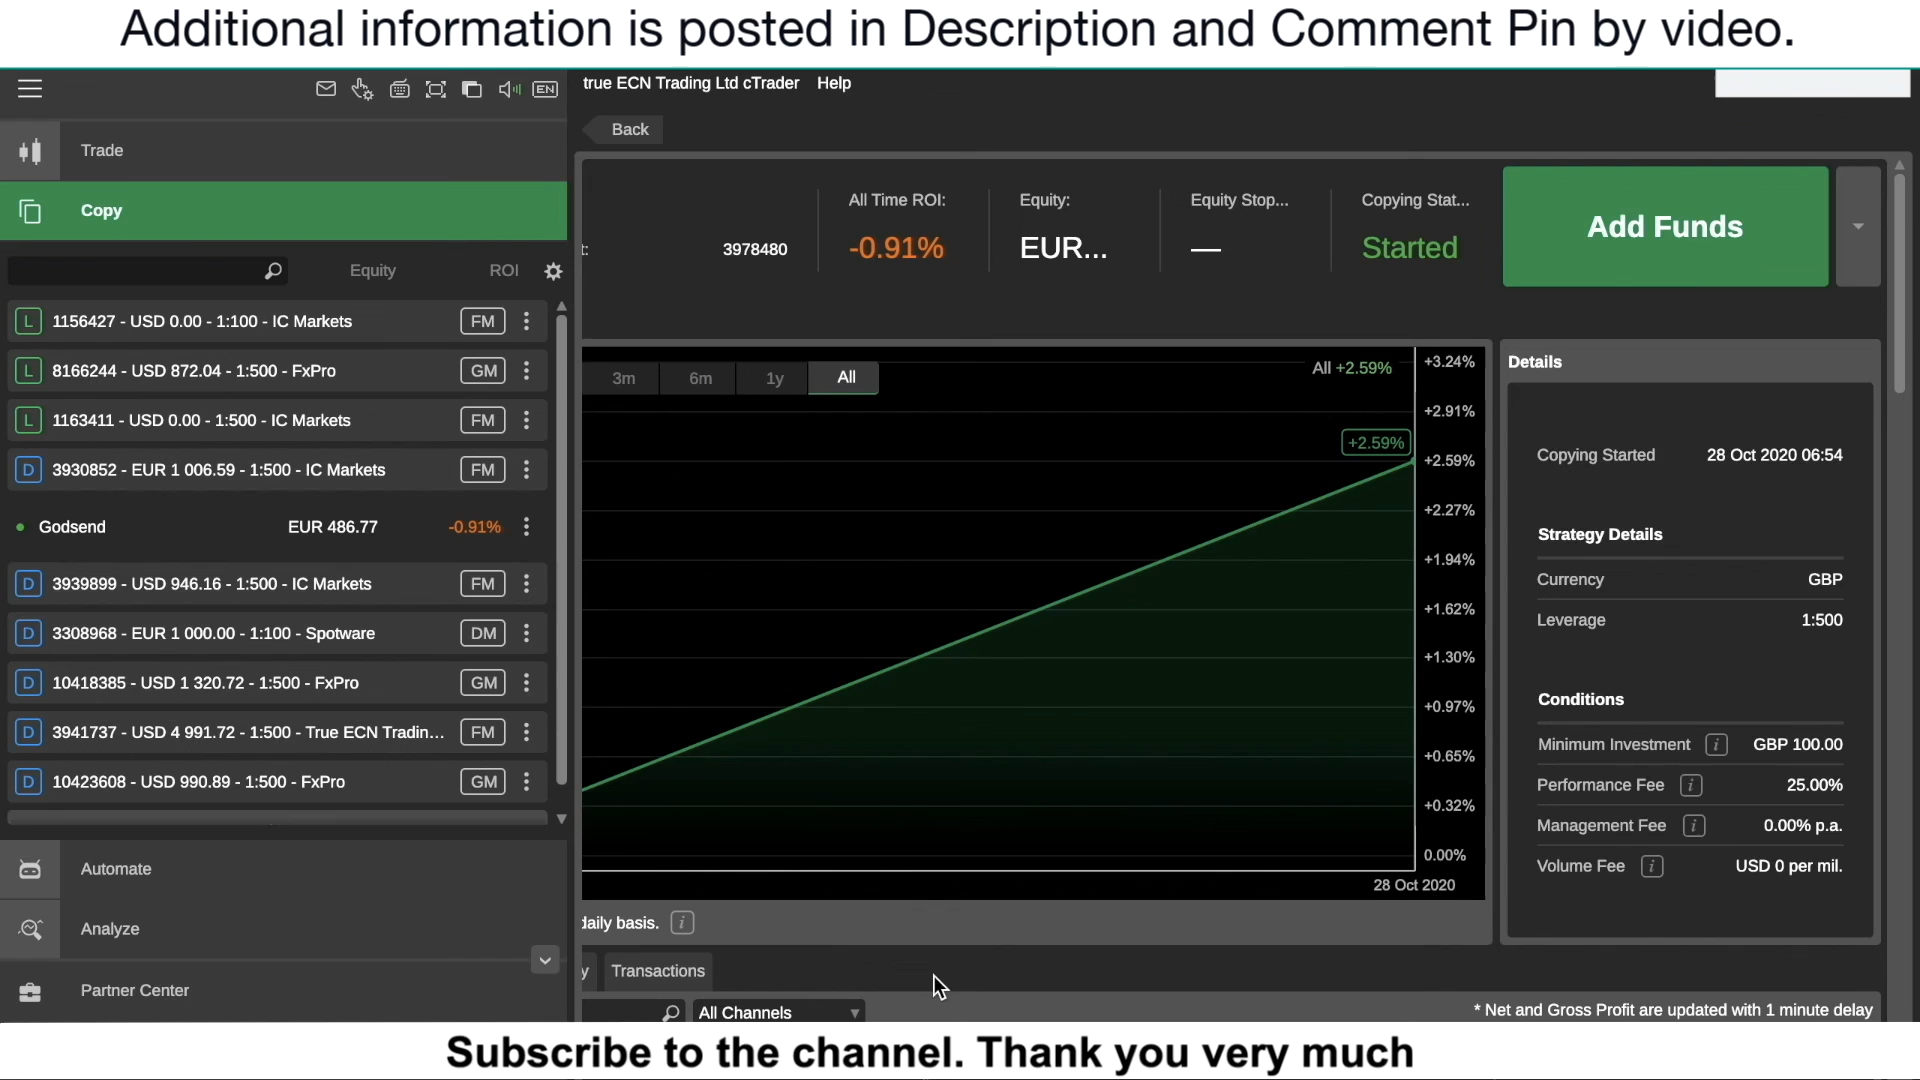 Additional information is posted in Description and Comment Pin by video.
EN
true ECN Trading Ltd cTrader Help
Back
Trade
Copy
Equity ROI
L 1156427 - USD 0.00 - 1:100 - IC Markets FM
L 8166244 - USD 872.04 - 1:500 - FxPro GM
L 1163411 - USD 0.00 - 1:500 - IC Markets FM
D 3930852 - EUR 1 006.59 - 1:500 - IC Markets FM
Godsend EUR 486.77 -0.91%
D 3939899 - USD 946.16 - 1:500 - IC Markets FM
D 3308968 - EUR 1 000.00 - 1:100 - Spotware DM
D 10418385 - USD 1 320.72 - 1:500 - FxPro GM
D 3941737 - USD 4 991.72 - 1:500 - True ECN Tradin... FM
D 10423608 - USD 990.89 - 1:500 - FxPro GM
Automate
Analyze
Partner Center
t: 3978480
All Time ROI:
-0.91%
Equity:
EUR...
Equity Stop...
—
Copying Stat...
Started
Add Funds
3m 6m 1y All
All +2.59%
+2.59%
+3.24%
+2.91%
+2.59%
+2.27%
+1.94%
+1.62%
+1.30%
+0.97%
+0.65%
+0.32%
0.00%
28 Oct 2020
daily basis. i
y Transactions
All Channels
* Net and Gross Profit are updated with 1 minute delay
Details
Copying Started 28 Oct 2020 06:54
Strategy Details
Currency GBP
Leverage 1:500
Conditions
Minimum Investment i GBP 100.00
Performance Fee i 25.00%
Management Fee i 0.00% p.a.
Volume Fee i USD 0 per mil.
Subscribe to the channel. Thank you very much